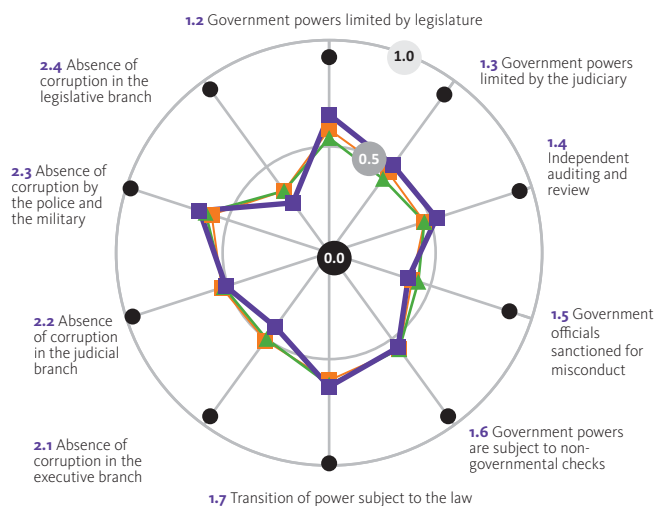 1.2 Government powers limited by legislature
1.0
1.3 Government powers
limited by the judiciary
2.4 Absence of
corruption in the
legislative branch
1.4
Independent
auditing and
review
0.5
2.3 Absence of
corruption by
the police and
the military
0.0
1.5 Government
officials
sanctioned for
misconduct
2.2 Absence
of corruption
in the judicial
branch
1.6 Government powers
are subject to non-
governmental checks
2.1 Absence of
corruption in the
executive branch
1.7 Transition of power subject to the law